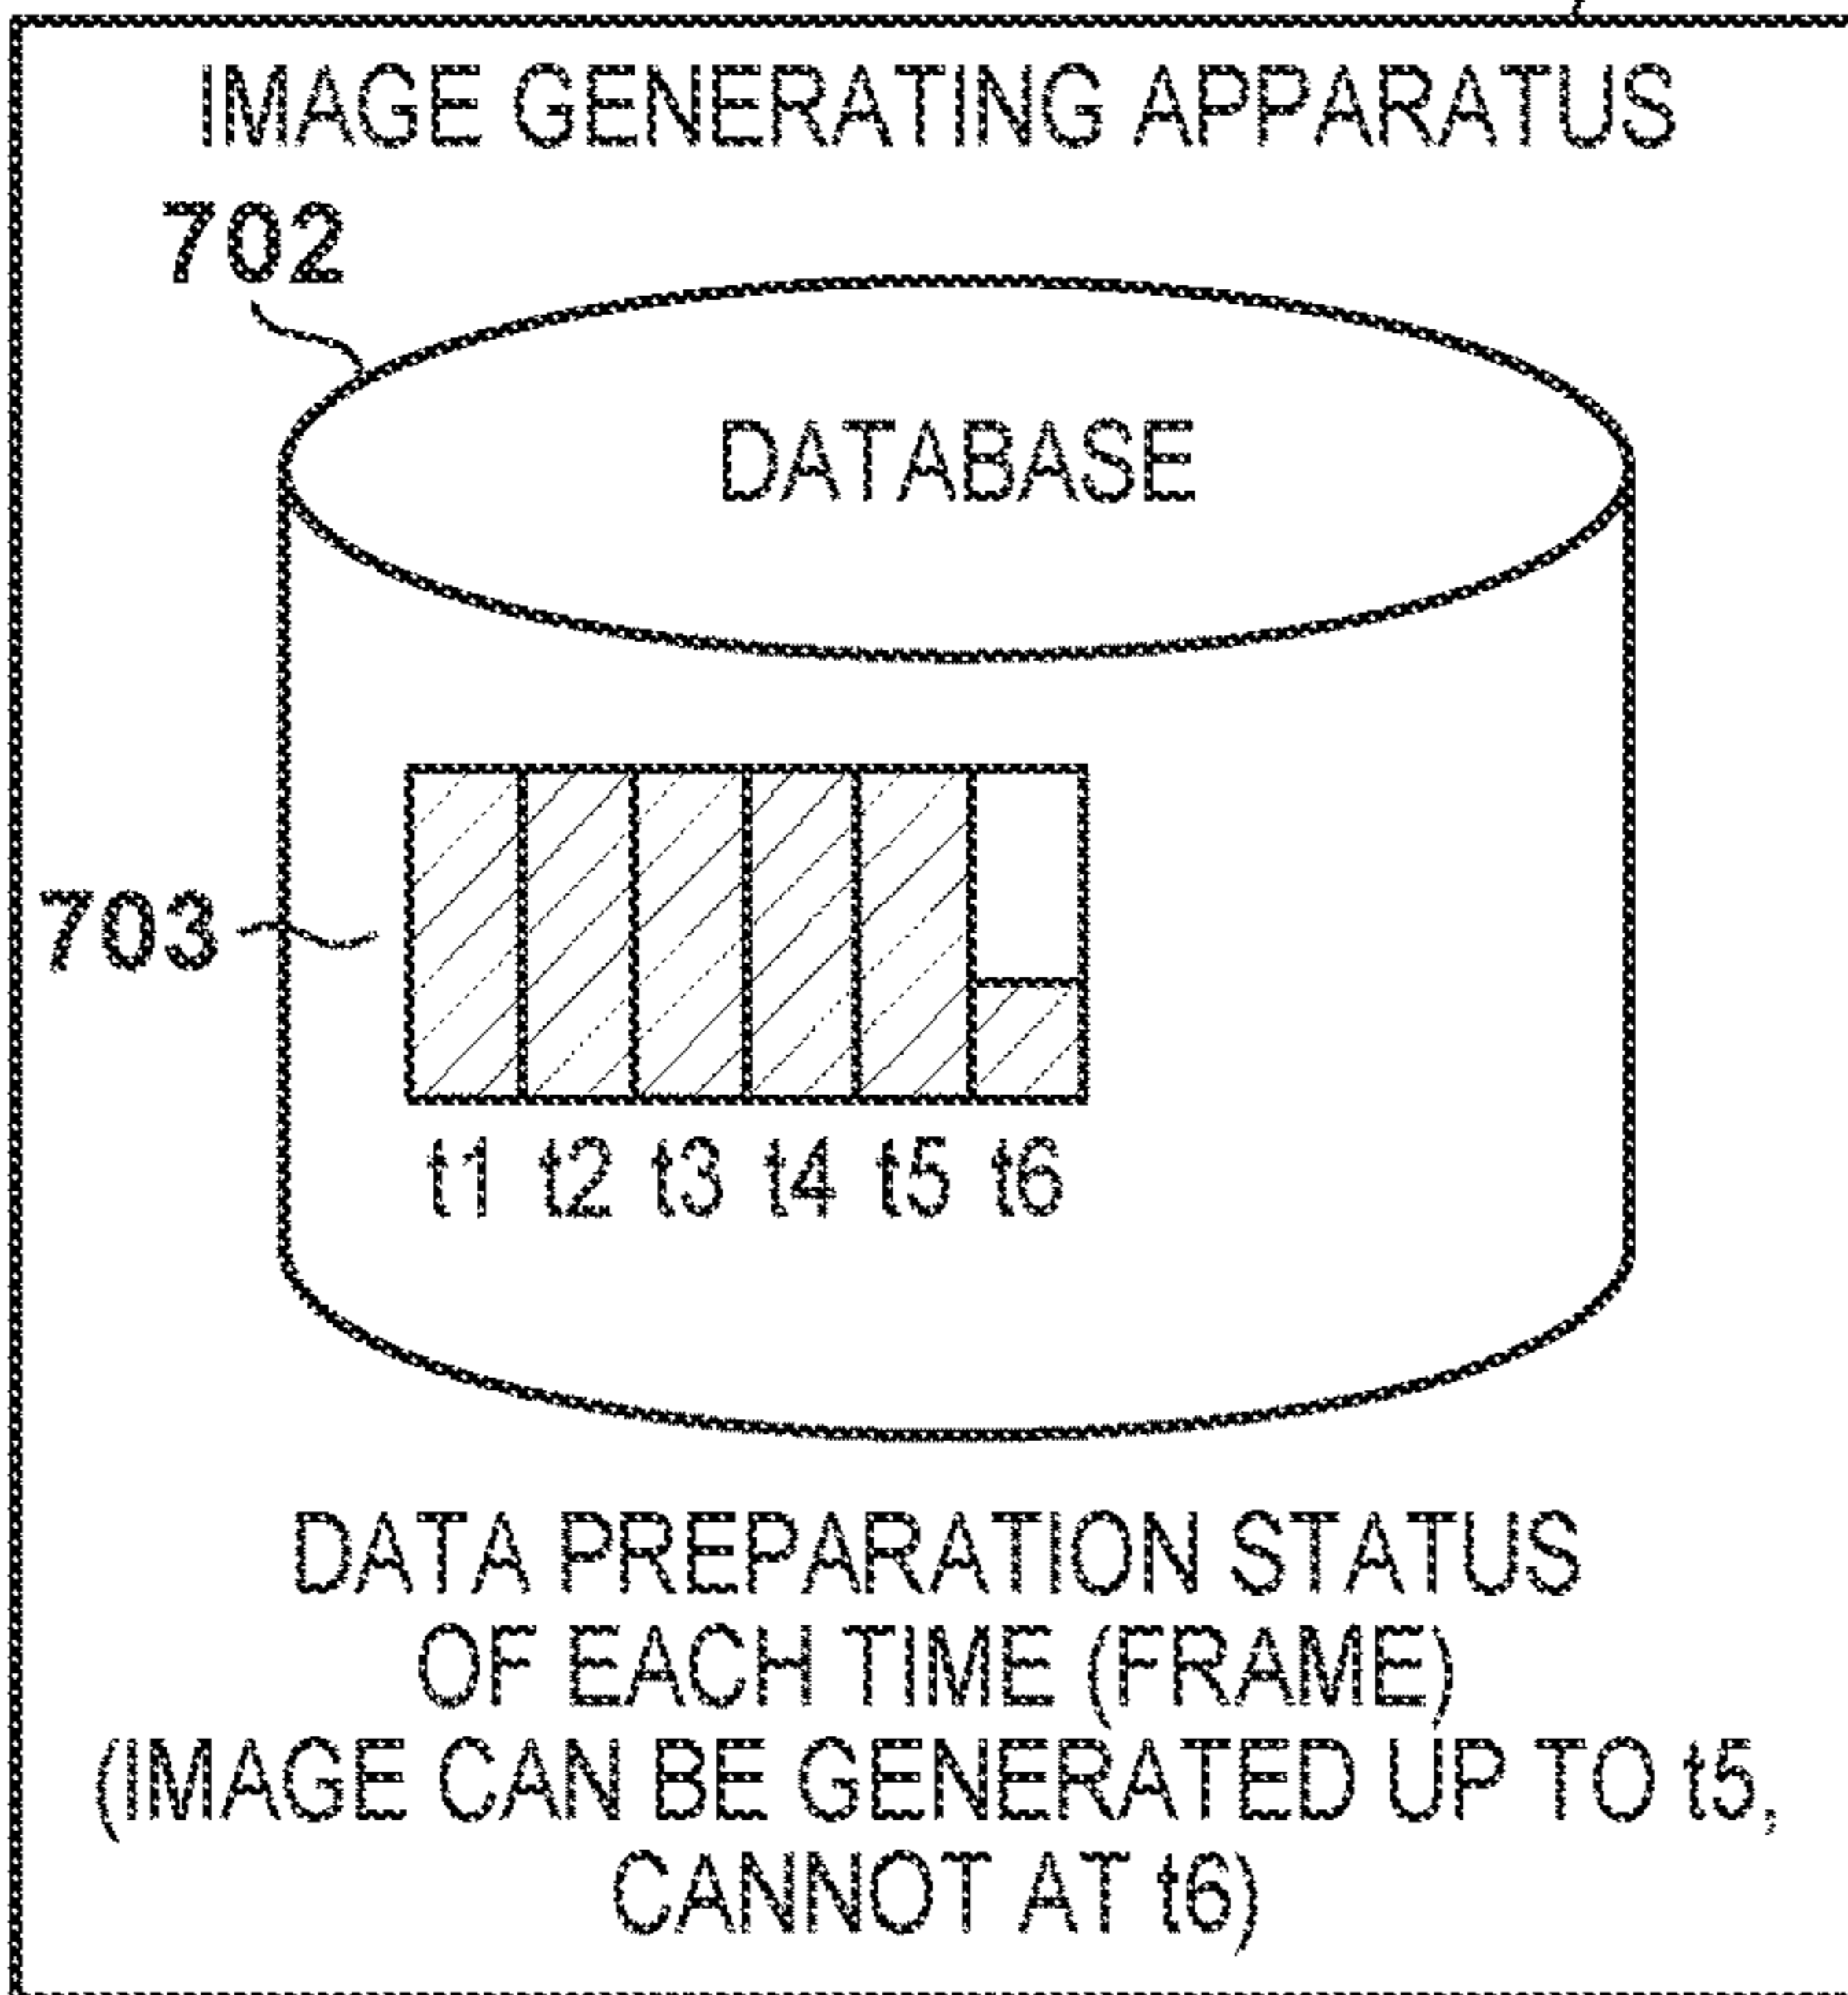 IMAGE GENERATING APPARATUS
702
DATABASE
703
t1 t2 t3 t4 t5 t6
DATA PREPARATION STATUS
OF EACH TIME (FRAME)
(IMAGE CAN BE GENERATED UP TO t5,
CANNOT AT t6)